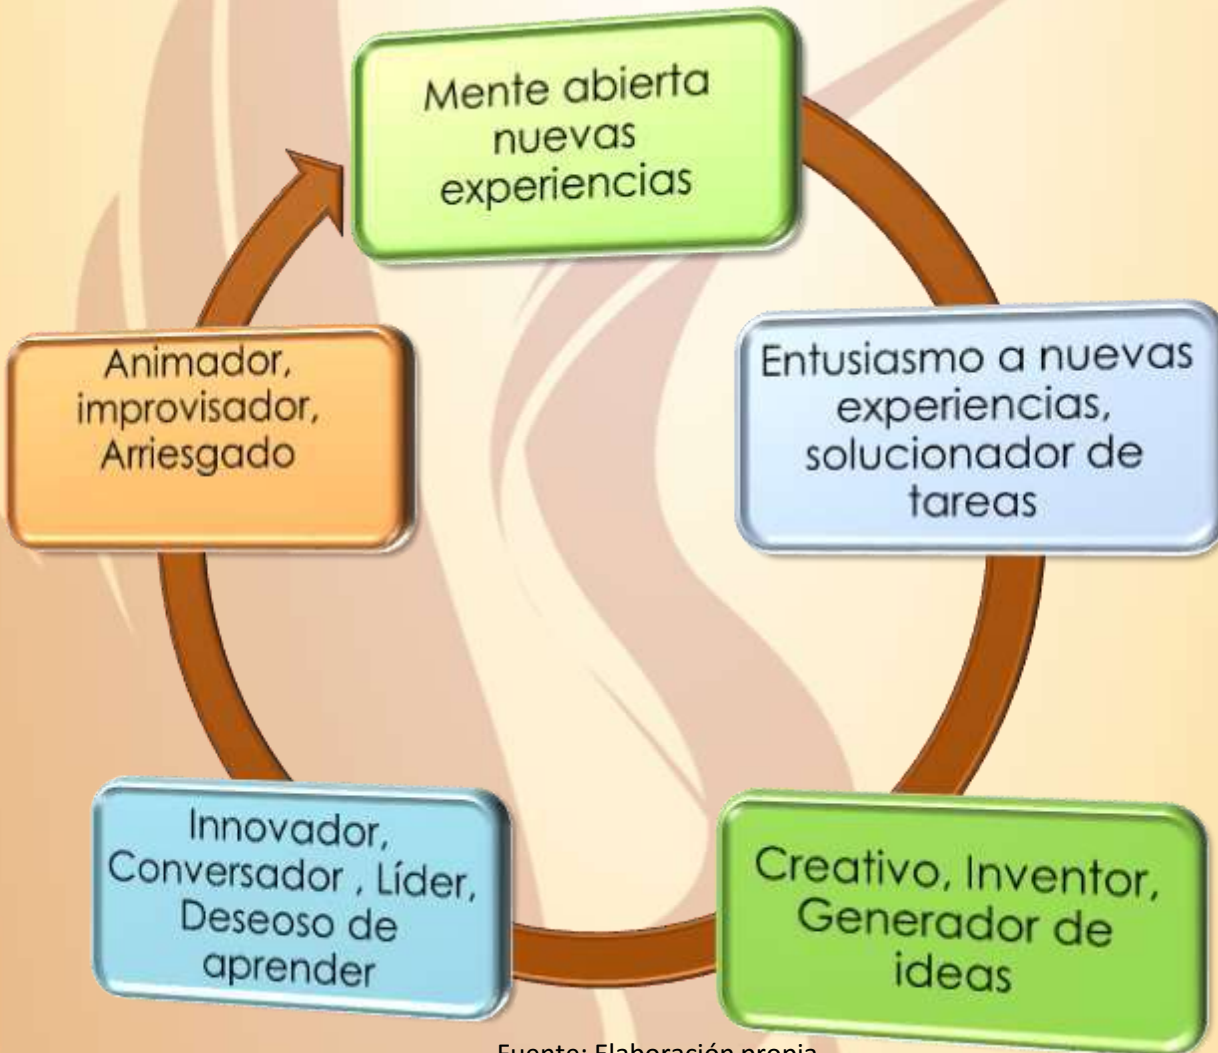 Mente abierta
nuevas
experiencias
Entusiasmo a nuevas
experiencias,
solucionador de
tareas
Creativo, Inventor,
Generador de
ideas
Innovador,
Conversador , Líder,
Deseoso de
aprender
Animador,
improvisador,
Arriesgado
Fuente: Elaboración propia